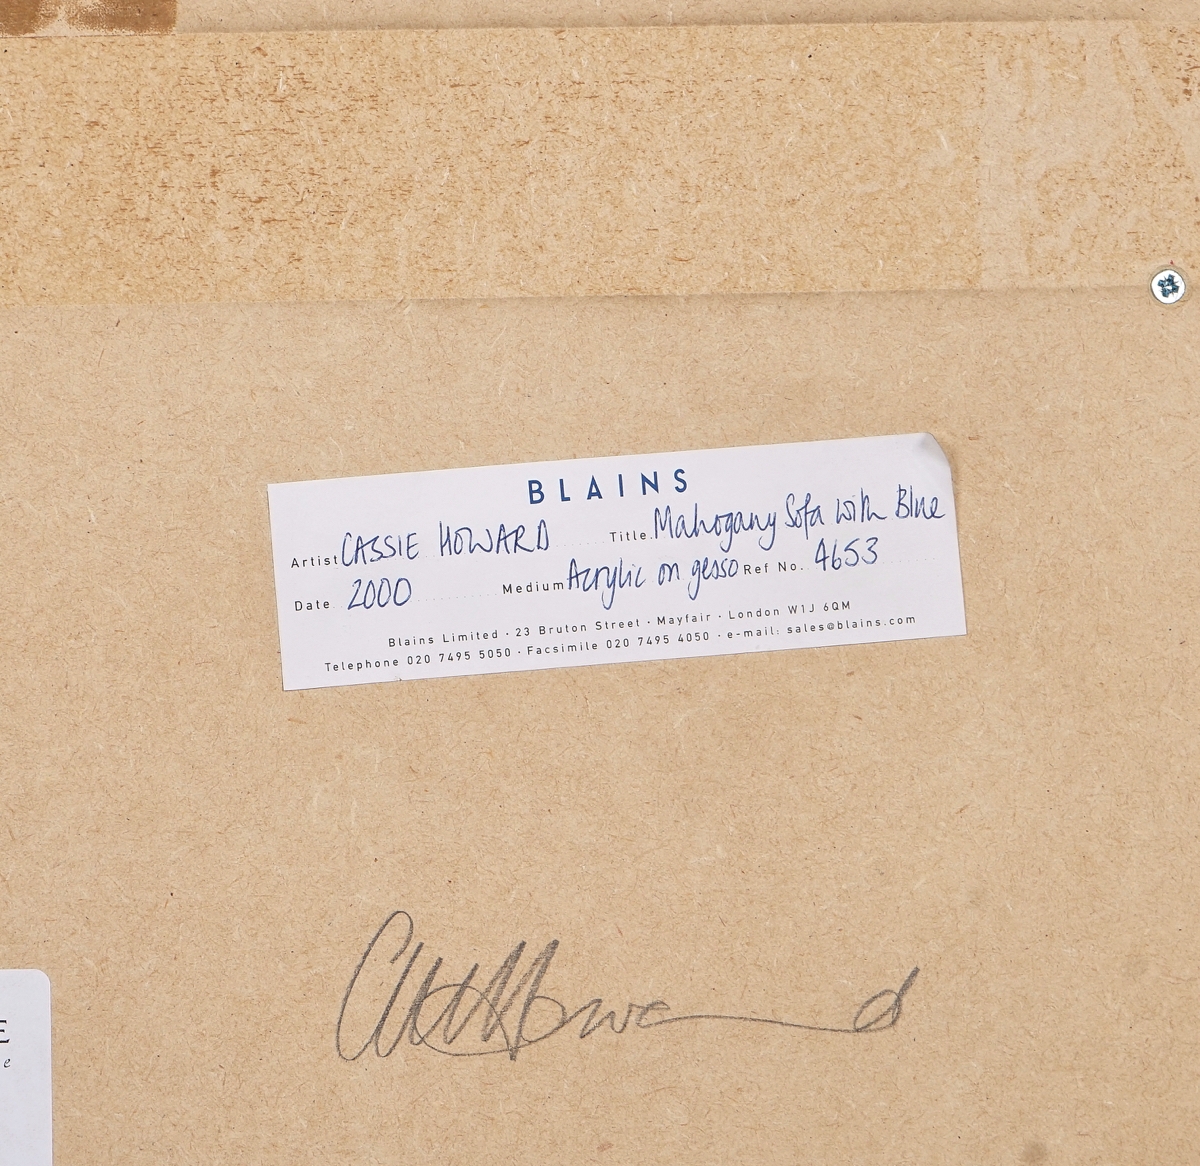 BLAINS
Artist CASSIE HOWARD Title Mahogany Sofa with Blue
Date 2000 Medium Acrylic on gesso Ref No. 4653
Blains Limited · 23 Bruton Street · Mayfair · London W1J 6QM
Telephone 020 7495 5050 · Facsimile 020 7495 4050 · e-mail: sales@blains.com
E
e